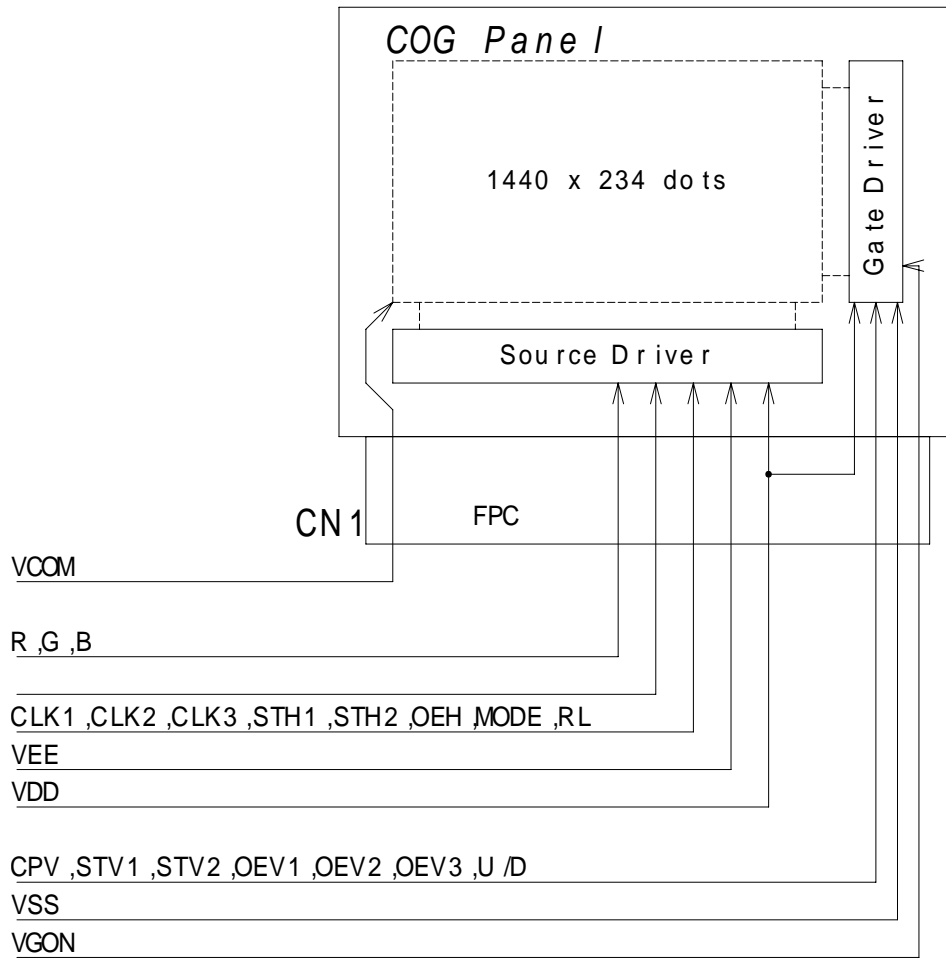 COG Panel
1440 x 234 dots
Gate Driver
Source Driver
CN1
FPC
VCOM
R,G,B
CLK1,CLK2,CLK3,STH1,STH2,OEH,MODE,RL
VEE
VDD
CPV,STV1,STV2,OEV1,OEV2,OEV3,U/D
VSS
VGON